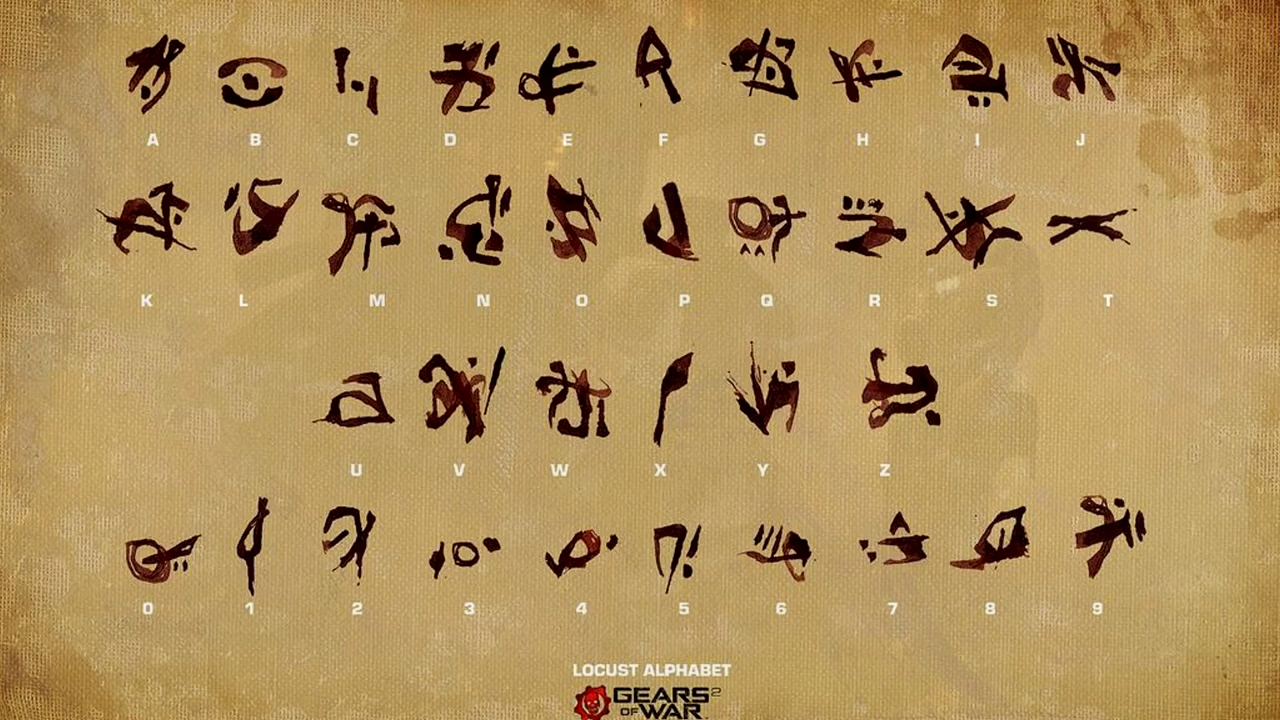 A B C D E F G H I J
K L M N O P Q R S T
U V W X Y Z
0 1 2 3 4 5 6 7 8 9
LOCUST ALPHABET
GEARS 2
OF WAR